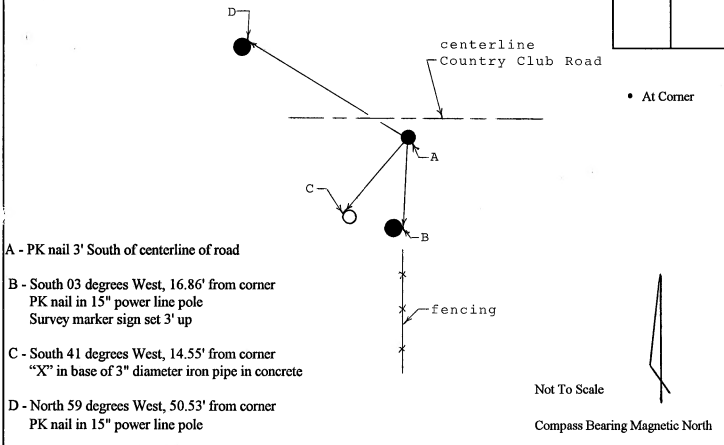 D
centerline
Country Club Road
• At Corner
A
C
B
A - PK nail 3' South of centerline of road
B - South 03 degrees West, 16.86' from corner
PK nail in 15" power line pole
Survey marker sign set 3' up
fencing
C - South 41 degrees West, 14.55' from corner
“X” in base of 3" diameter iron pipe in concrete
D - North 59 degrees West, 50.53' from corner
PK nail in 15" power line pole
Not To Scale
Compass Bearing Magnetic North